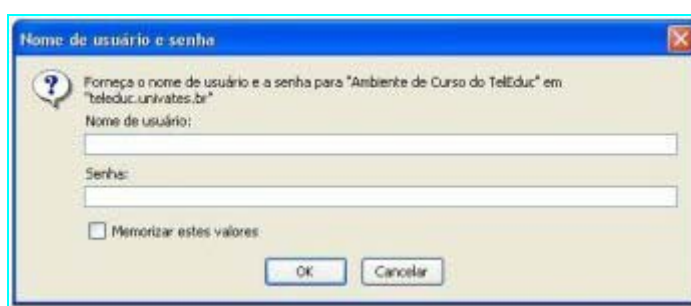 Nome de usuário e senha
Forneça o nome de usuário e a senha para "Ambiente de Curso do TelEduc" em
"teleduc.univates.br"
Nome de usuário:
Senha:
Memorizar estes valores
OK
Cancelar